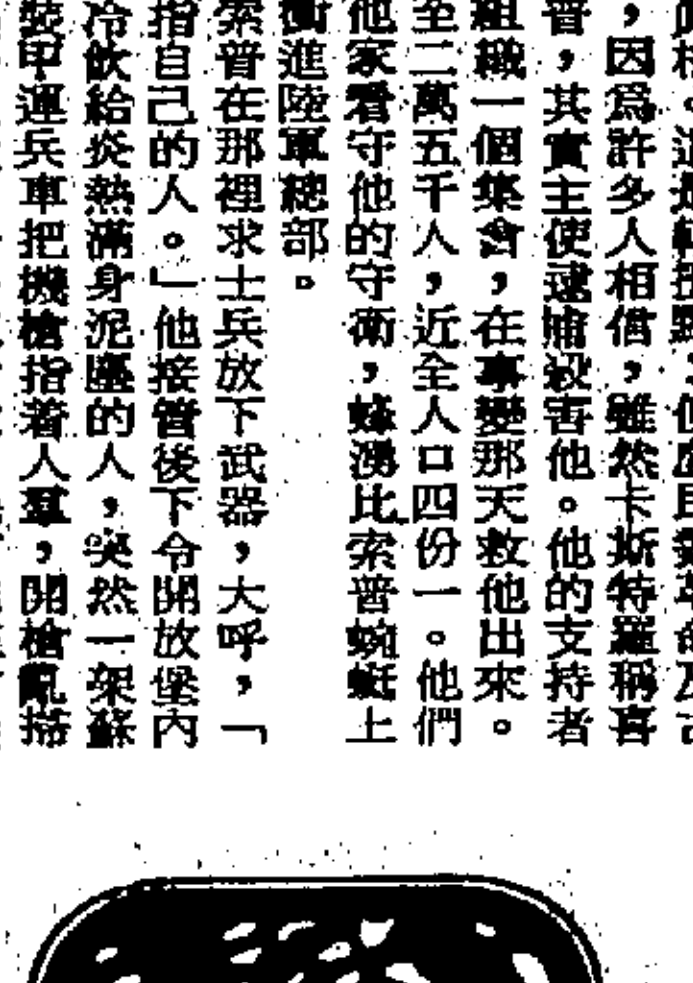 ，因爲許多人相信，雖然卡斯特羅稱喜
普，其實主使逮捕殺害他。他的支持者
組織一個集會，在事變那天救他出來。
至二萬五千人，近全人口四份一。他們
他家看守他的守衛，蜂湧比索普蜿蜒上
衝進陸軍總部。
索普在那裡求士兵放下武器，大呼，「
指自己的人。」他接管後下令開放堡內
冷飲給炎熱滿身泥塵的人，突然一架蘇
裝甲運兵車把機槍指着人羣，開槍亂掃